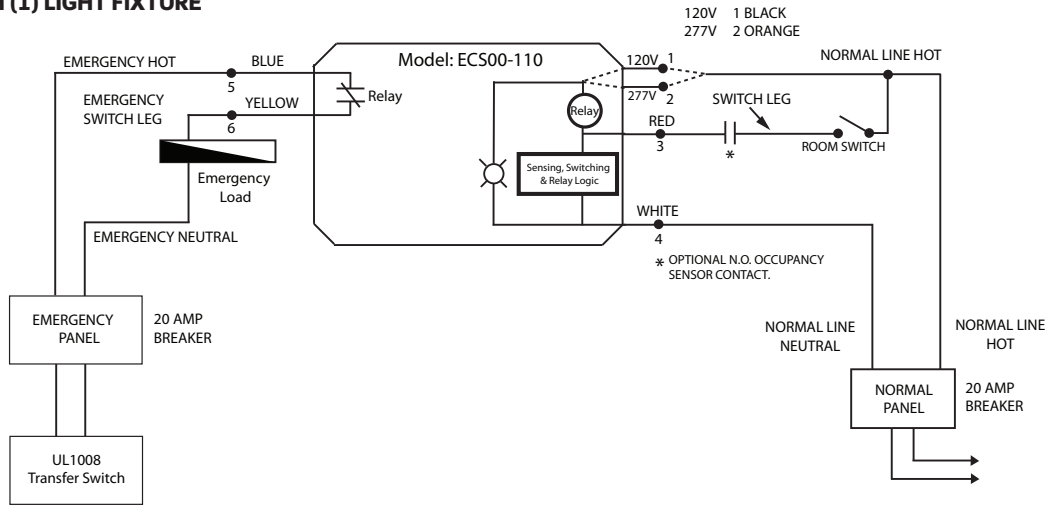 (1) LIGHT FIXTURE
120V 1 BLACK
277V 2 ORANGE
EMERGENCY HOT
BLUE
5
EMERGENCY
SWITCH LEG
YELLOW
6
Emergency
Load
EMERGENCY NEUTRAL
EMERGENCY
PANEL
20 AMP
BREAKER
UL1008
Transfer Switch
Model: ECS00-110
Relay
Relay
Sensing, Switching
& Relay Logic
120V 1
277V 2
NORMAL LINE HOT
SWITCH LEG
RED
3
*
ROOM SWITCH
WHITE
4
* OPTIONAL N.O. OCCUPANCY
SENSOR CONTACT.
NORMAL LINE
NEUTRAL
NORMAL LINE
HOT
NORMAL
PANEL
20 AMP
BREAKER